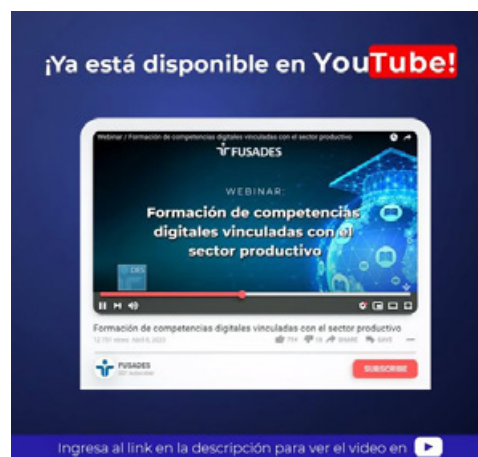 ¡Ya está disponible en YouTube!
Webinar / Formación de competencias digitales vinculadas con el sector productivo
FUSADES
WEBINAR:
Formación de competencias
digitales vinculadas con el
sector productivo
DES
Formación de competencias digitales vinculadas con el sector productivo
SHARE
SAVE
FUSADES
SUBSCRIBE
Ingresa al link en la descripción para ver el video en